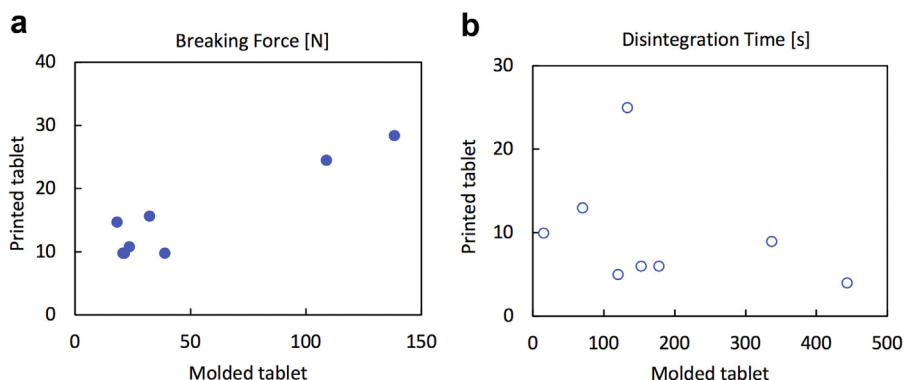 a
Breaking Force [N]
40
30
20
10
0
0 50 100 150
Printed tablet
Molded tablet
b
Disintegration Time [s]
30
20
10
0
0 100 200 300 400 500
Printed tablet
Molded tablet